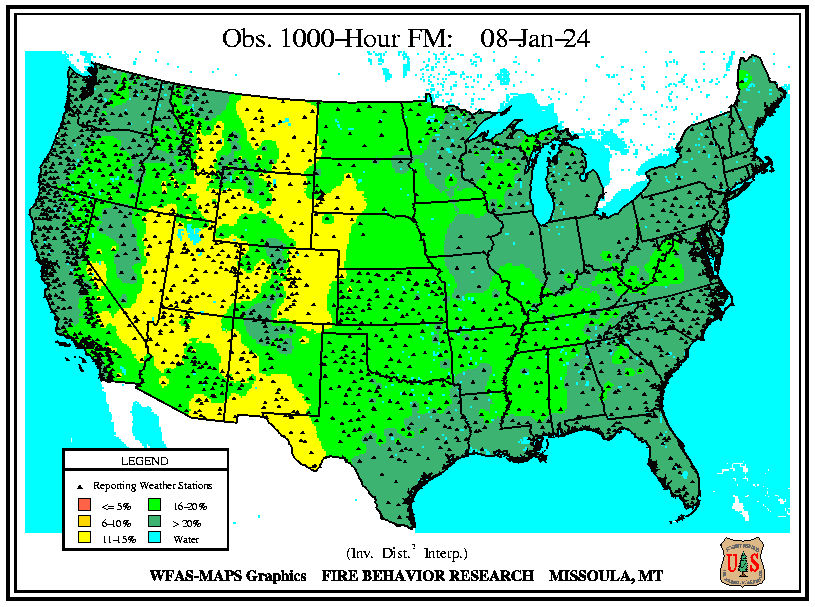 Obs. 1000-Hour FM: 08-Jan-24
LEGEND
Reporting Weather Stations
<= 5% 16-20%
6-10% > 20%
11-15% Water
(Inv. Dist.² Interp.)
WFAS-MAPS Graphics FIRE BEHAVIOR RESEARCH MISSOULA, MT
U S